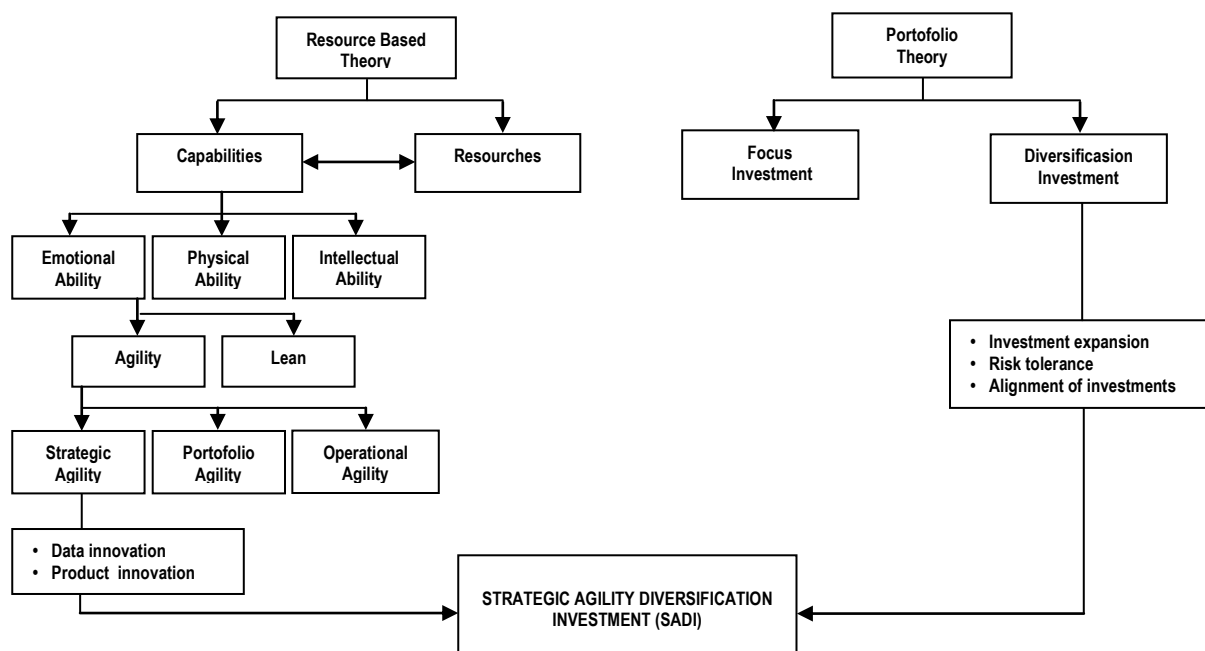 Resource Based
Theory
Portofolio
Theory
Capabilities
Resourches
Focus
Investment
Diversificasion
Investment
Emotional
Ability
Physical
Ability
Intellectual
Ability
Agility
Lean
• Investment expansion
• Risk tolerance
• Alignment of investments
Strategic
Agility
Portofolio
Agility
Operational
Agility
• Data innovation
• Product innovation
STRATEGIC AGILITY DIVERSIFICATION
INVESTMENT (SADI)